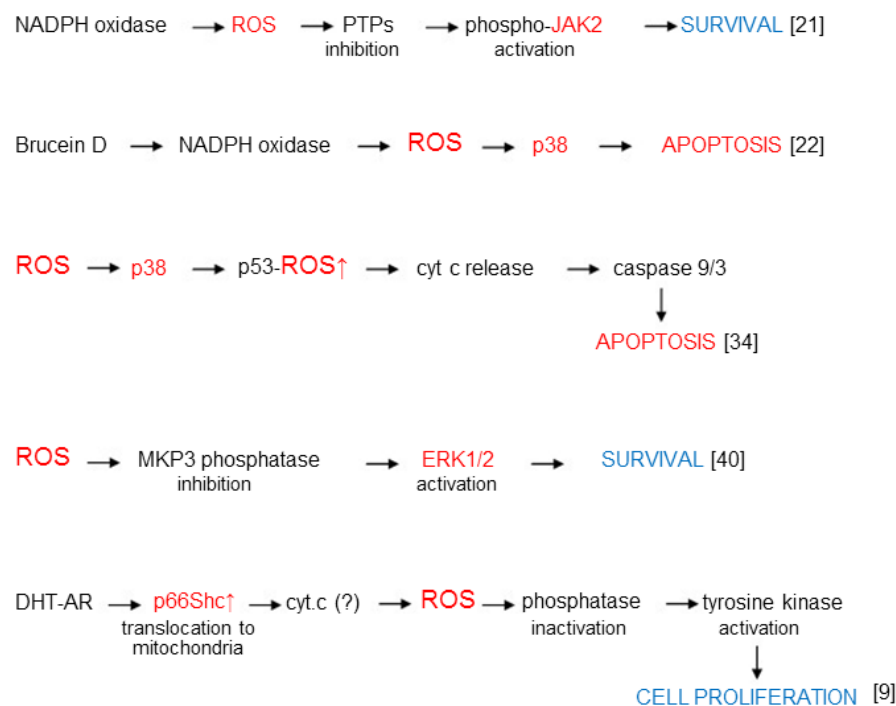 NADPH oxidase → ROS → PTPs → phospho-JAK2 → SURVIVAL [21]
inhibition activation
Brucein D → NADPH oxidase → ROS → p38 → APOPTOSIS [22]
ROS → p38 → p53-ROS↑ → cyt c release → caspase 9/3
↓
APOPTOSIS [34]
ROS → MKP3 phosphatase → ERK1/2 → SURVIVAL [40]
inhibition activation
DHT-AR → p66Shc↑ → cyt.c (?) → ROS → phosphatase → tyrosine kinase
translocation to inactivation activation
mitochondria
↓
CELL PROLIFERATION [9]